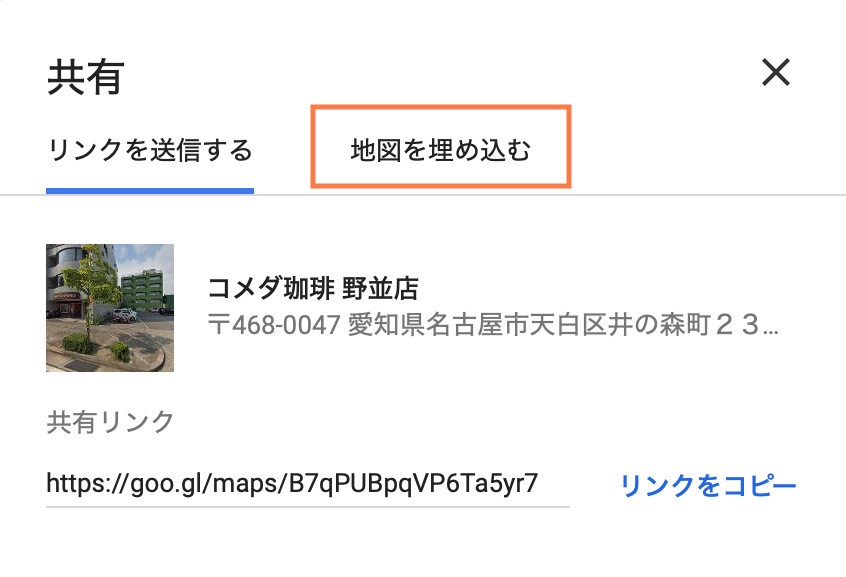 共有
リンクを送信する
地図を埋め込む
コメダ珈琲 野並店
〒468-0047 愛知県名古屋市天白区井の森町２３...
共有リンク
https://goo.gl/maps/B7qPUBpqVP6Ta5yr7
リンクをコピー